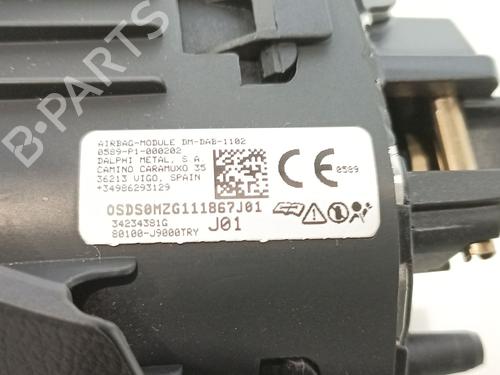 AIRBAG-MODULE DM-DAB-1102
0589-P1-000202
DALPHI METAL, S.A.
CAMINO CARAMUXO 35
36213 VIGO, SPAIN
+34986293129
CE 0589
OSDS0MZG111867J01
34234381G
J01
80100-J9000TRY
B-PARTS